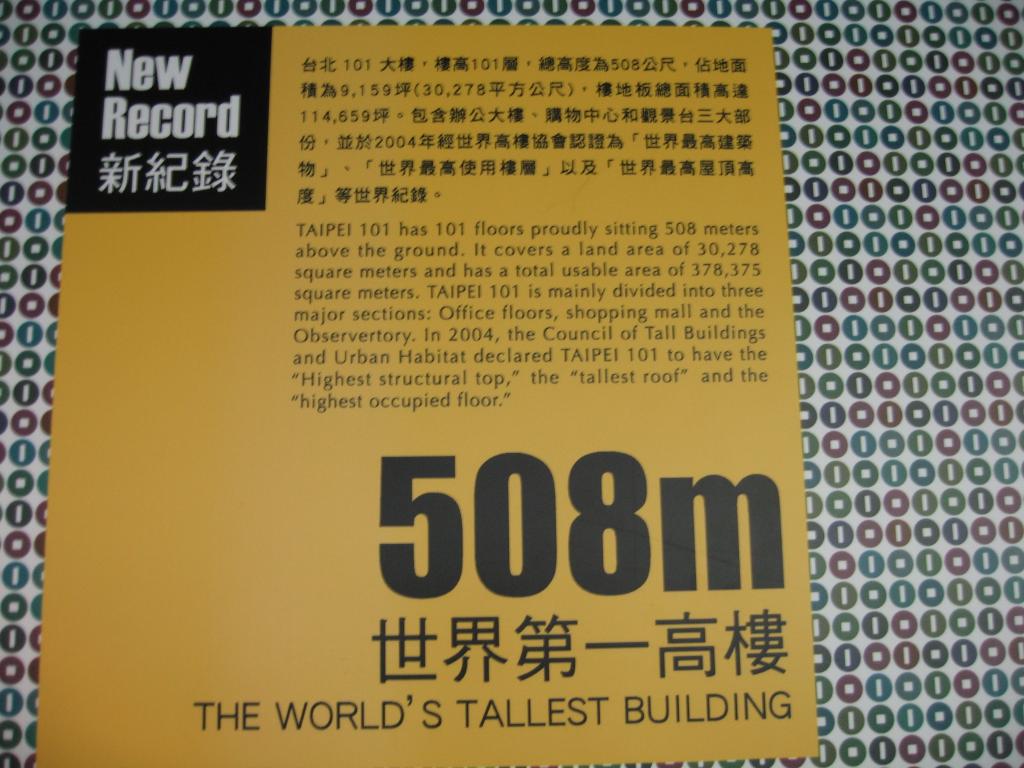 New
Record
新紀錄
台北 101 大樓，樓高101層，總高度為508公尺，佔地面
積為9,159坪(30,278平方公尺)，樓地板總面積高達
114,659坪。包含辦公大樓、購物中心和觀景台三大部
份，並於2004年經世界高樓協會認證為「世界最高建築
物」、「世界最高使用樓層」以及「世界最高屋頂高
度」等世界紀錄。
TAIPEI 101 has 101 floors proudly sitting 508 meters
above the ground. It covers a land area of 30,278
square meters and has a total usable area of 378,375
square meters. TAIPEI 101 is mainly divided into three
major sections: Office floors, shopping mall and the
Observertory. In 2004, the Council of Tall Buildings
and Urban Habitat declared TAIPEI 101 to have the
“Highest structural top,” the “tallest roof” and the
“highest occupied floor.”
508m
世界第一高樓
THE WORLD’S TALLEST BUILDING